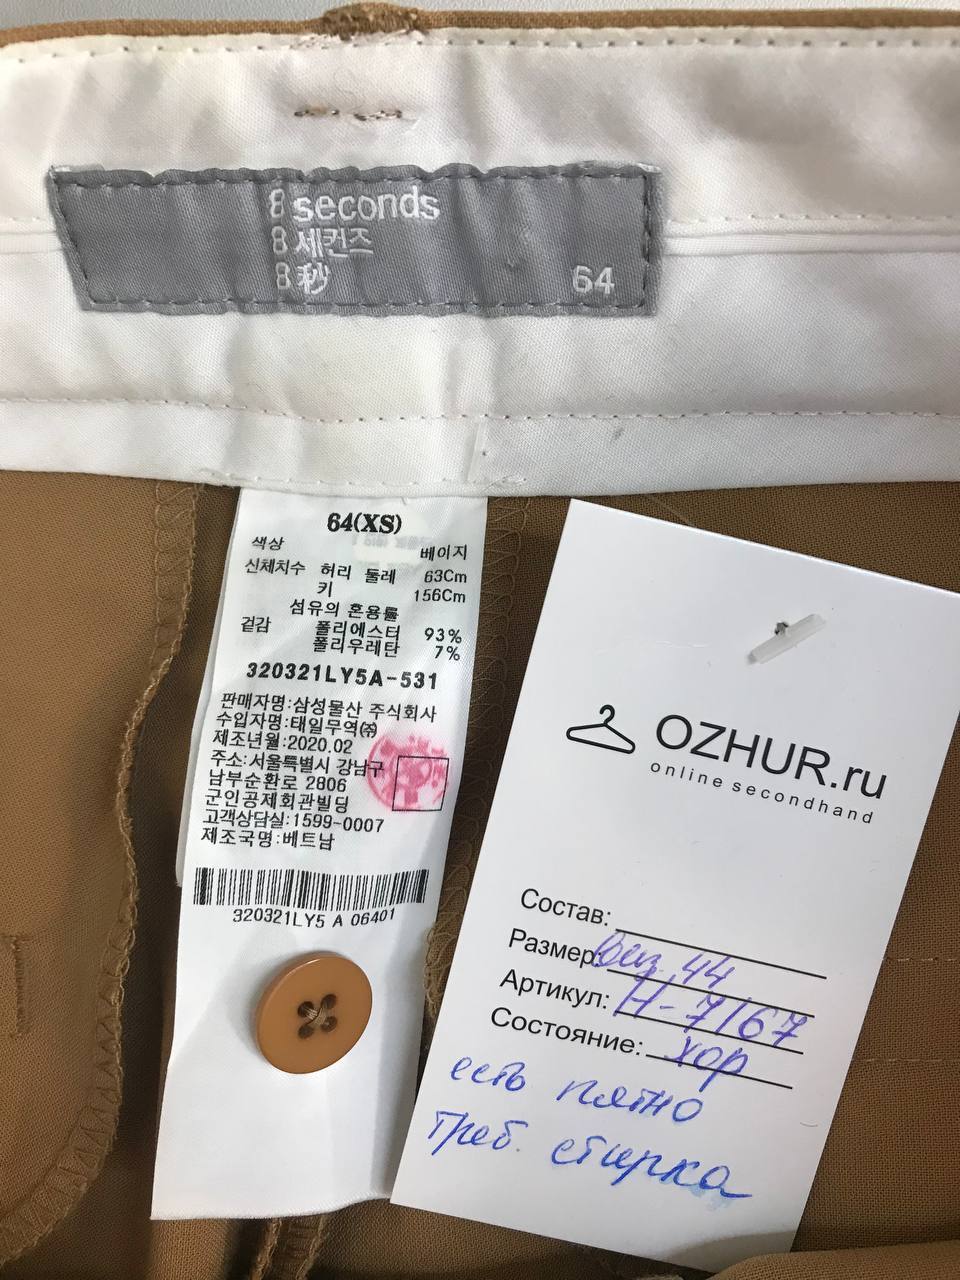 8 seconds
8 세컨즈
8 秒
64
64(XS)
색상 베이지
신체치수 허리 둘레 63Cm
키 156Cm
섬유의 혼용률
겉감 폴리에스터 93%
폴리우레탄 7%
320321LY5A-531
판매자명:삼성물산 주식회사
수입자명:태일무역㈜
제조년월:2020.02
주소:서울특별시 강남구
남부순환로 2806
군인공제회관빌딩
고객상담실:1599-0007
제조국명:베트남
320321LY5 A 06401
OZHUR.ru
online secondhand
Состав:
Размер: 44
Артикул: Н-7167
Состояние: хор
есть пятно
треб. стирка